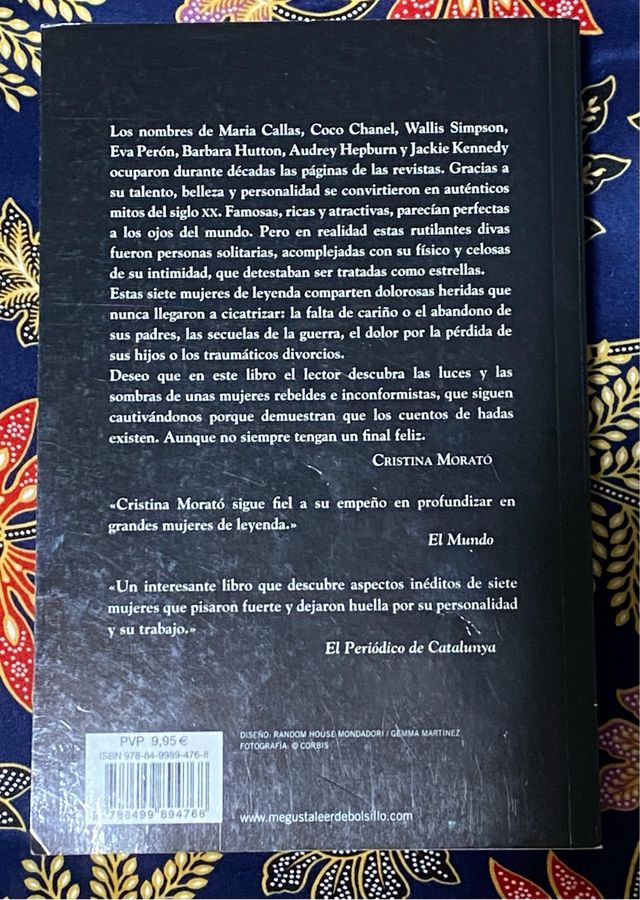 Los nombres de Maria Callas, Coco Chanel, Wallis Simpson,
Eva Perón, Barbara Hutton, Audrey Hepburn y Jackie Kennedy
ocuparon durante décadas las páginas de las revistas. Gracias a
su talento, belleza y personalidad se convirtieron en auténticos
mitos del siglo XX. Famosas, ricas y atractivas, parecían perfectas
a los ojos del mundo. Pero en realidad estas rutilantes divas
fueron personas solitarias, acomplejadas con su físico y celosas
de su intimidad, que detestaban ser tratadas como estrellas.
Estas siete mujeres de leyenda comparten dolorosas heridas que
nunca llegaron a cicatrizar: la falta de cariño o el abandono de
sus padres, las secuelas de la guerra, el dolor por la pérdida de
sus hijos o los traumáticos divorcios.
Deseo que en este libro el lector descubra las luces y las
sombras de unas mujeres rebeldes e inconformistas, que siguen
cautivándonos porque demuestran que los cuentos de hadas
existen. Aunque no siempre tengan un final feliz.
CRISTINA MORATÓ
«Cristina Morató sigue fiel a su empeño en profundizar en
grandes mujeres de leyenda.»
El Mundo
«Un interesante libro que descubre aspectos inéditos de siete
mujeres que pisaron fuerte y dejaron huella por su personalidad
y su trabajo.»
El Periódico de Catalunya
DISEÑO: RANDOM HOUSE MONDADORI / GEMMA MARTÍNEZ
FOTOGRAFÍA: © CORBIS
PVP 9,95 €
ISBN 978-84-9989-476-8
9 788499 894768
www.megustaleerdebolsillo.com